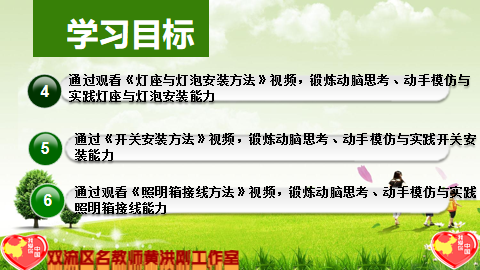 学习目标
4
通过观看《灯座与灯泡安装方法》视频，锻炼动脑思考、动手模仿与
实践灯座与灯泡安装能力
5
通过《开关安装方法》视频，锻炼动脑思考、动手模仿与实践开关安
装能力
6
通过观看《照明箱接线方法》视频，锻炼动脑思考、动手模仿与实践
照明箱接线能力
双流区名教师黄洪刚工作室